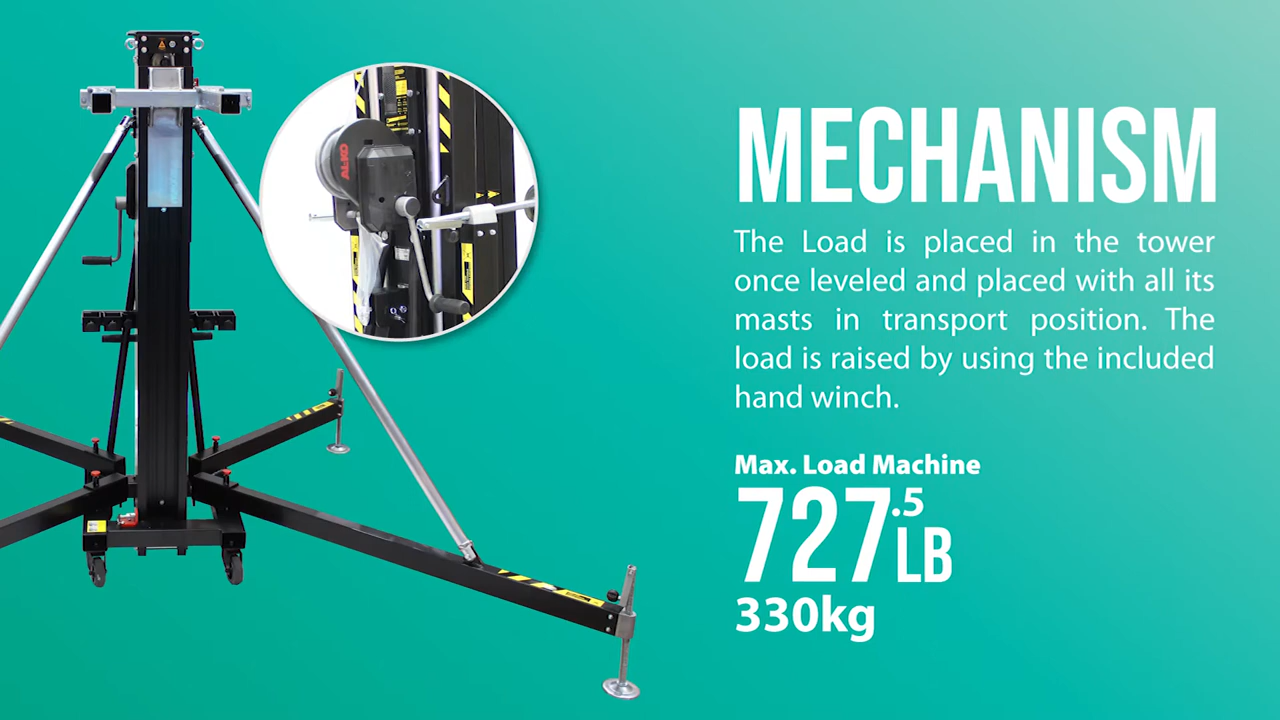 MECHANISM
The Load is placed in the tower
once leveled and placed with all its
masts in transport position. The
load is raised by using the included
hand winch.
Max. Load Machine
727.5 LB
330kg